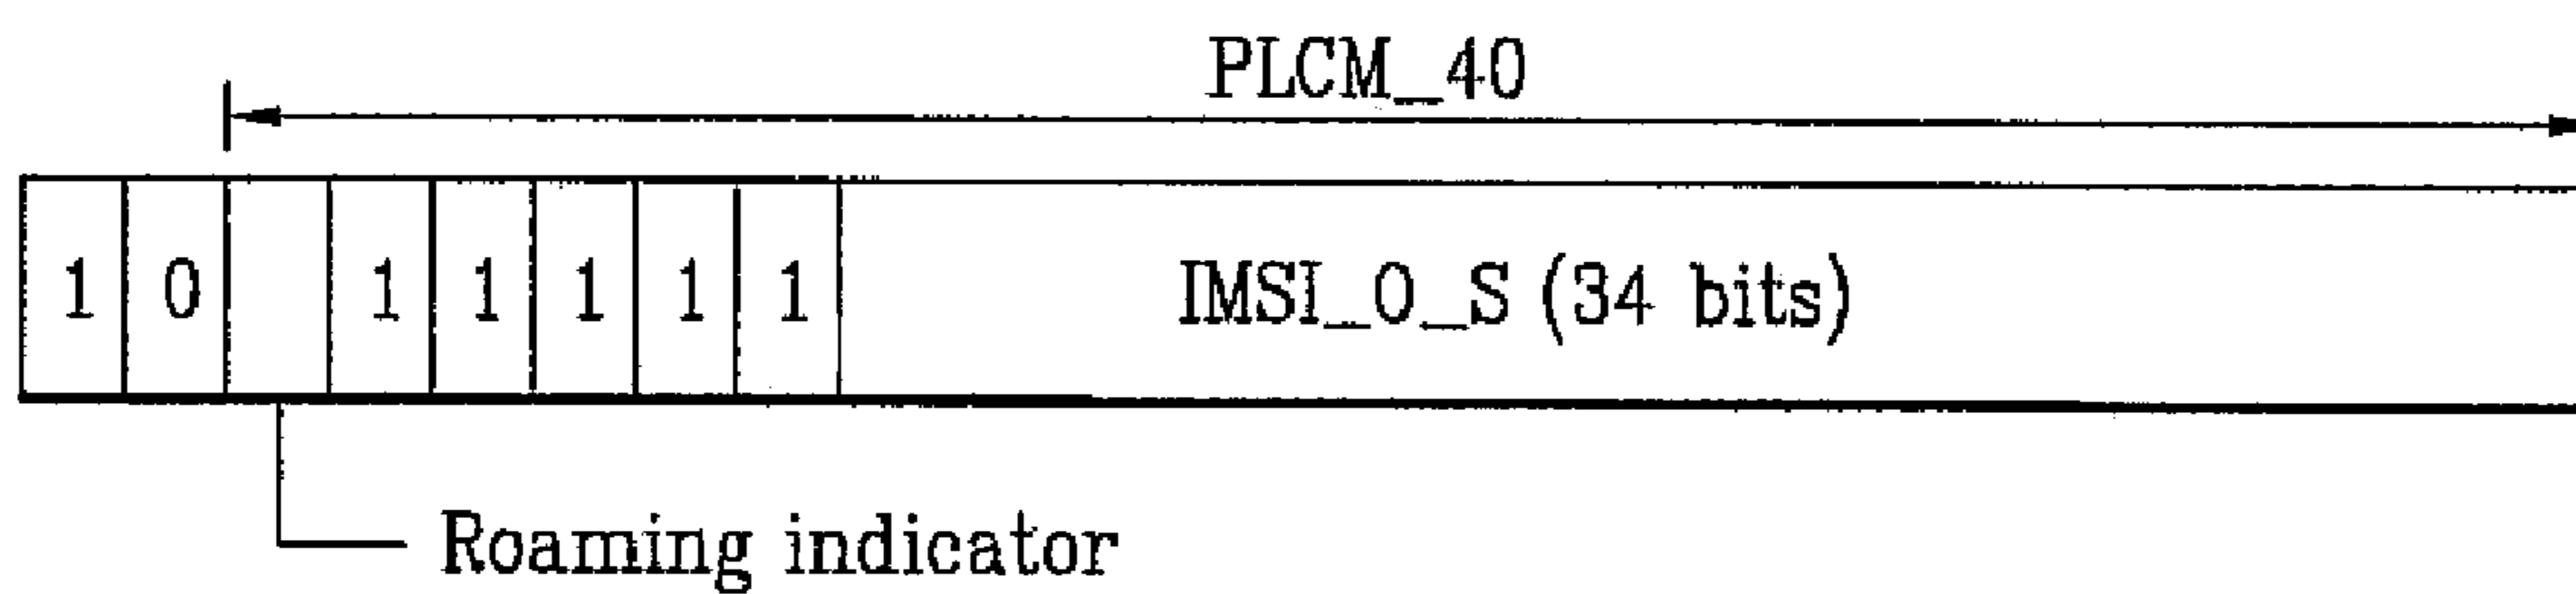 PLCM_40
1 0 1 1 1 1 1 IMSI_O_S (34 bits)
Roaming indicator